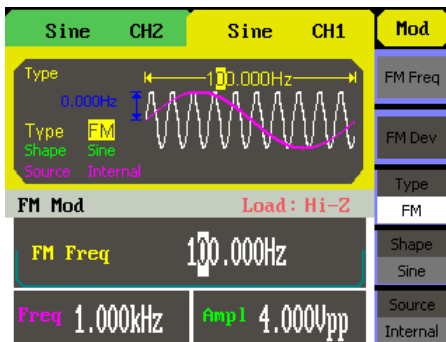 Sine CH2 Sine CH1 Mod
Type
100.000Hz
0.000Hz
Type FM
Shape Sine
Source Internal
FM Mod Load: Hi-Z
FM Freq 100.000Hz
Freq 1.000kHz Ampl 4.000Vpp
FM Freq
FM Dev
Type
FM
Shape
Sine
Source
Internal